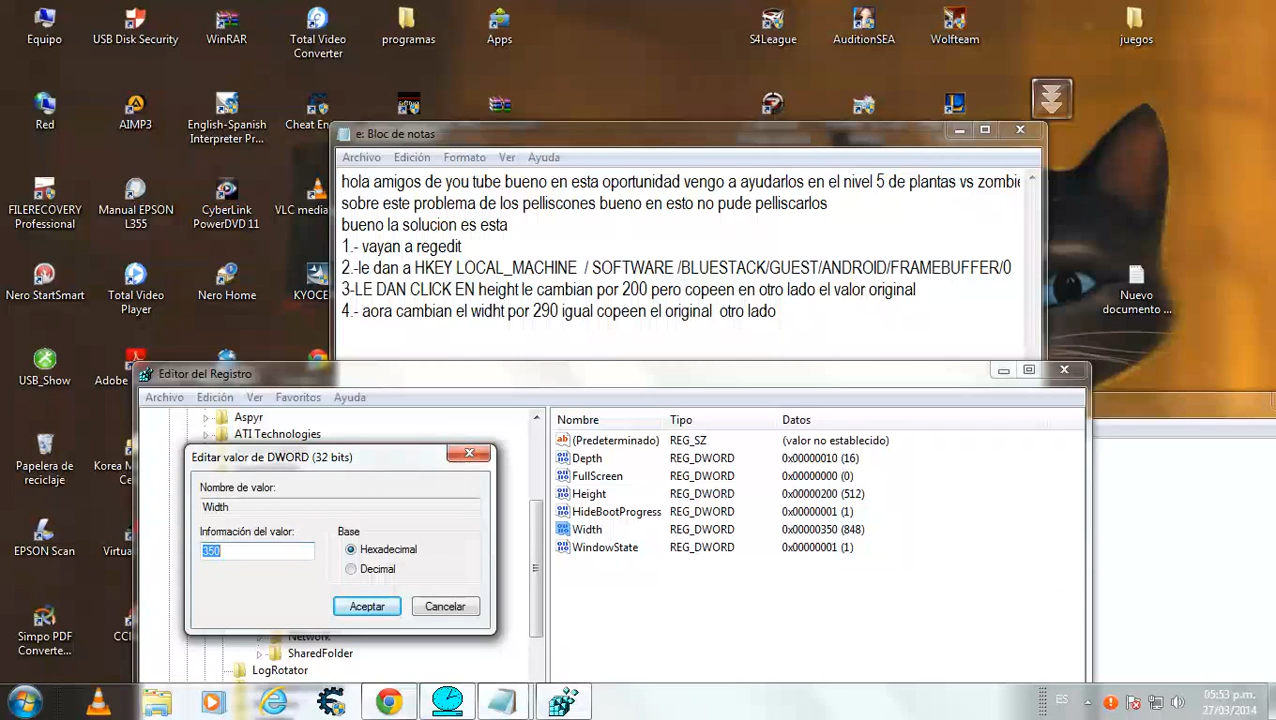 Equipo
USB Disk Security
WinRAR
Total Video
Converter
programas
Apps
S4League
AuditionSEA
Wolfteam
juegos
Red
AIMP3
English-Spanish
Interpreter Pr...
Cheat En
FILERECOVERY
Professional
Manual EPSON
L355
CyberLink
PowerDVD 11
VLC media
Nero StartSmart
Total Video
Player
Nero Home
KYOCE
USB_Show
Adobe
Papelera de
reciclaje
Korea M
Ce
EPSON Scan
Virtua
Simpo PDF
Converte...
CC
Nuevo
documento ...
e: Bloc de notas
Archivo Edición Formato Ver Ayuda
hola amigos de you tube bueno en esta oportunidad vengo a ayudarlos en el nivel 5 de plantas vs zombie
sobre este problema de los pelliscones bueno en esto no pude pelliscarlos
bueno la solucion es esta
1.- vayan a regedit
2.-le dan a HKEY LOCAL_MACHINE / SOFTWARE /BLUESTACK/GUEST/ANDROID/FRAMEBUFFER/0
3-LE DAN CLICK EN height le cambian por 200 pero copeen en otro lado el valor original
4.- aora cambian el widht por 290 igual copeen el original otro lado
Editor del Registro
Archivo Edición Ver Favoritos Ayuda
Aspyr
ATI Technologies
Network
SharedFolder
LogRotator
Nombre Tipo Datos
(Predeterminado) REG_SZ (valor no establecido)
Depth REG_DWORD 0x00000010 (16)
FullScreen REG_DWORD 0x00000000 (0)
Height REG_DWORD 0x00000200 (512)
HideBootProgress REG_DWORD 0x00000001 (1)
Width REG_DWORD 0x00000350 (848)
WindowState REG_DWORD 0x00000001 (1)
Editar valor de DWORD (32 bits)
Nombre de valor:
Width
Información del valor:
350
Base
Hexadecimal
Decimal
Aceptar
Cancelar
ES
05:53 p.m.
27/03/2014